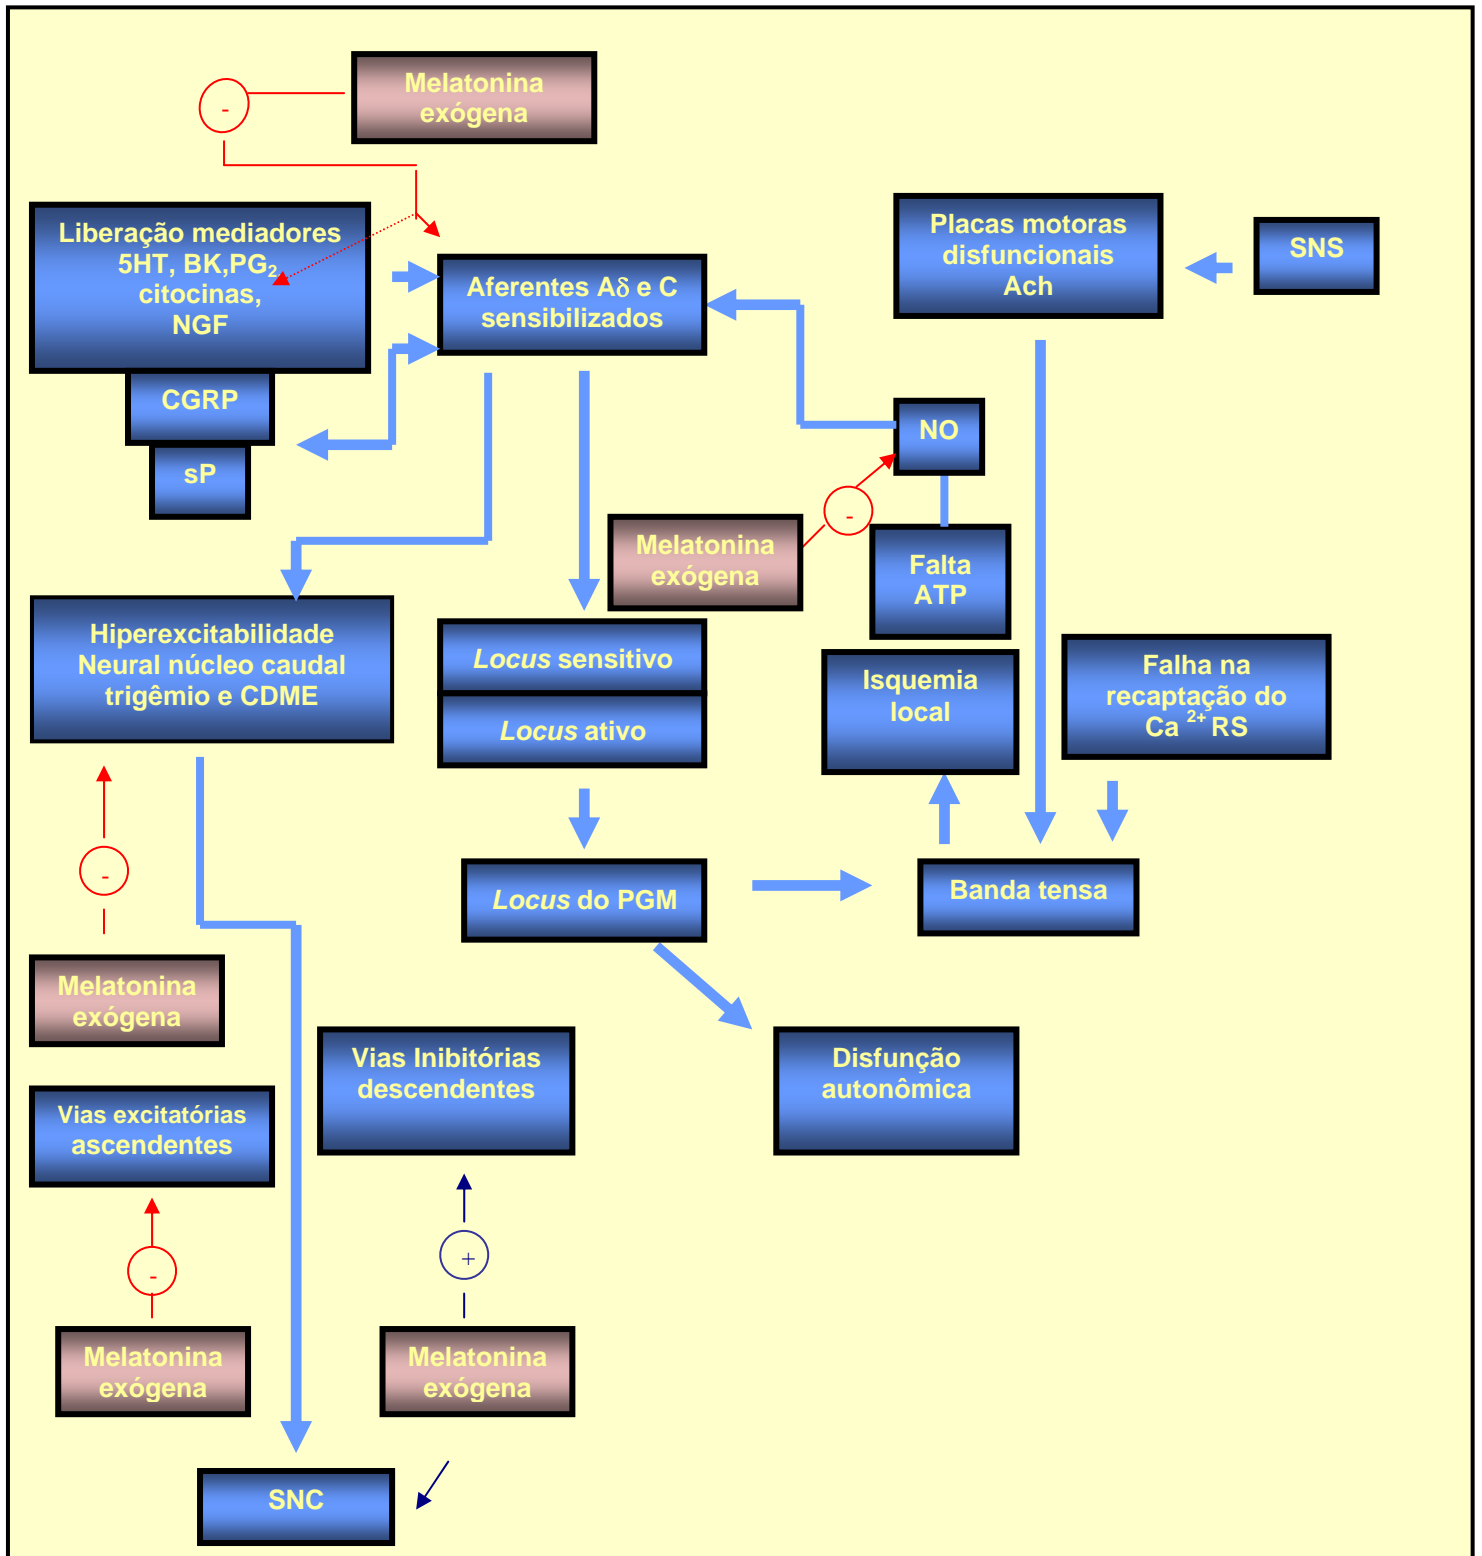 Melatonina
exógena
-
Liberação mediadores
5HT, BK,PG2
citocinas,
NGF
CGRP
sP
Aferentes Aδ e C
sensibilizados
Placas motoras
disfuncionais
Ach
SNS
NO
-
Melatonina
exógena
Falta
ATP
Hiperexcitabilidade
Neural núcleo caudal
trigêmio e CDME
Locus sensitivo
Locus ativo
Isquemia
local
Falha na
recaptação do
Ca 2+ RS
-
Locus do PGM
Banda tensa
Melatonina
exógena
Vias Inibitórias
descendentes
Disfunção
autonômica
Vias excitatórias
ascendentes
-
+
Melatonina
exógena
Melatonina
exógena
SNC